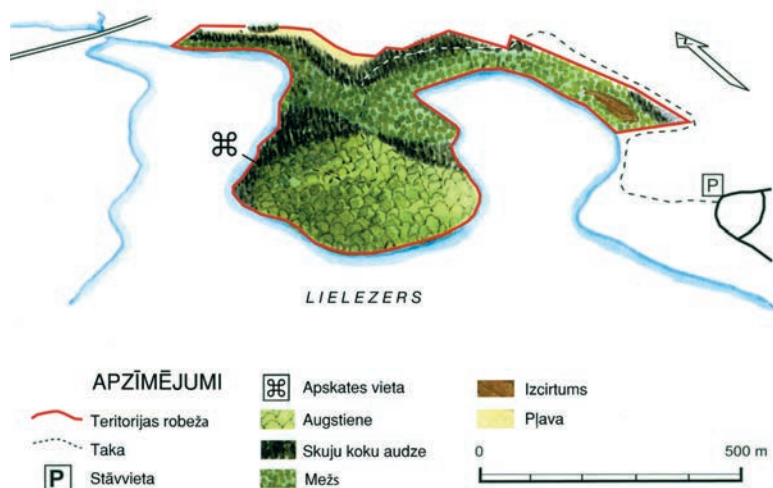 Z
P
LIELEZERS
APZĪMĒJUMI
Teritorijas robeža
Taka
P Stāvvieta
Apskates vieta
Augstiene
Skuju koku audze
Mežs
Izcirtums
Pļava
0 500 m